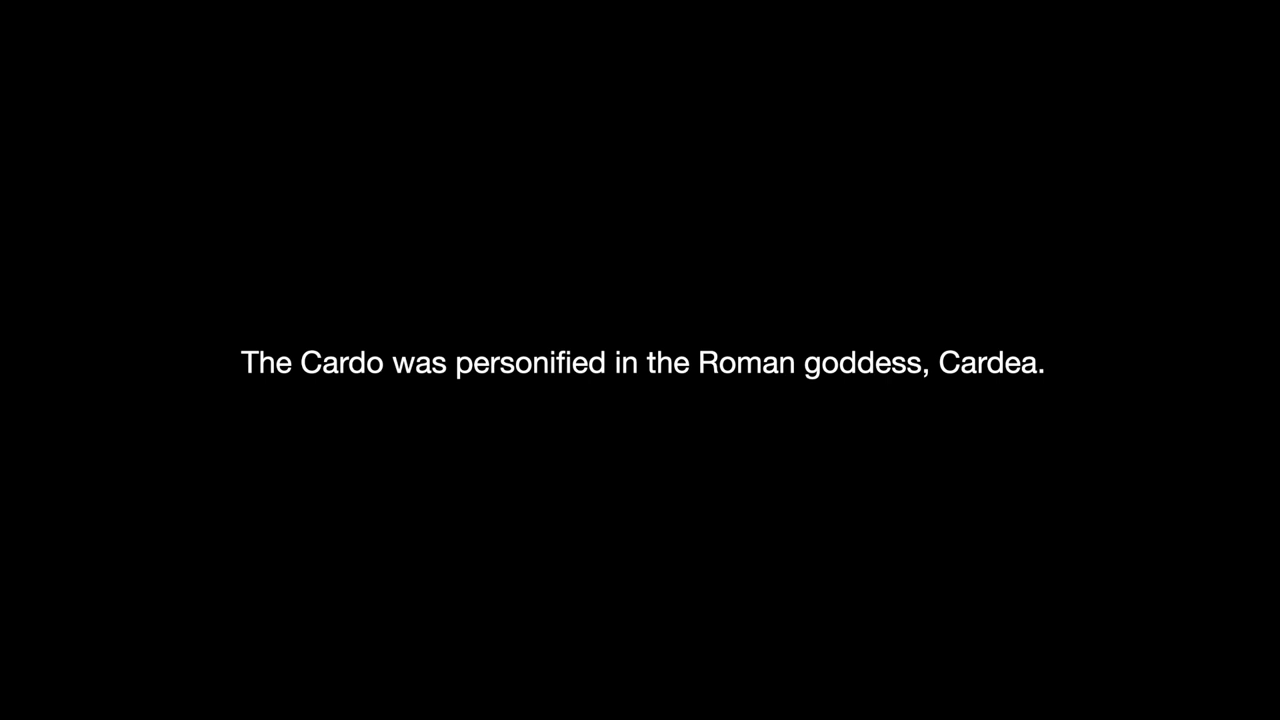 The Cardo was personified in the Roman goddess, Cardea.